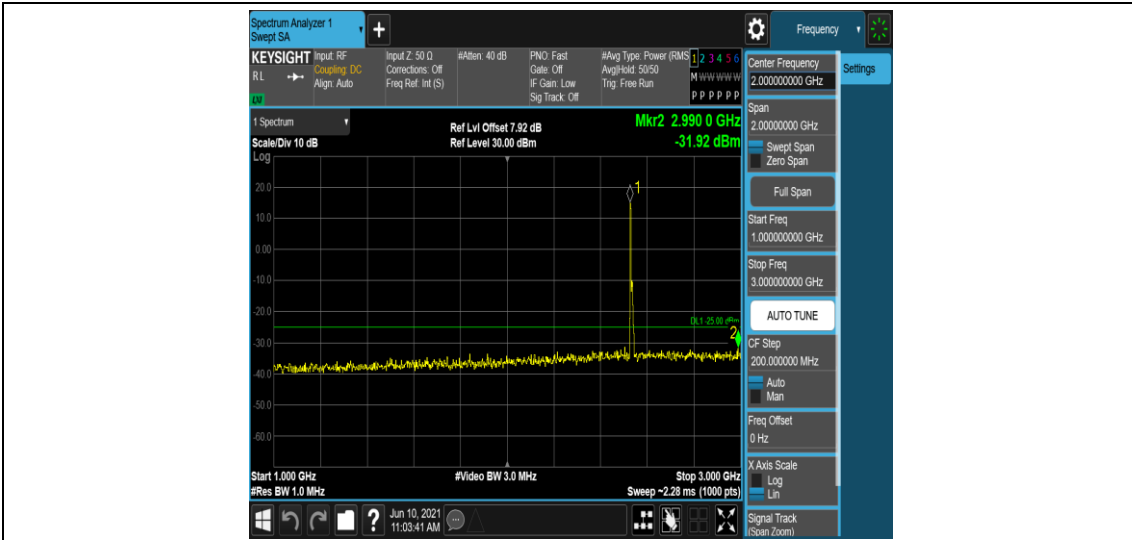 Spectrum Analyzer 1
Swept SA
+
Frequency
KEYSIGHT
RL
LXI
Input: RF
Coupling: DC
Align: Auto
Input Z: 50 Ω
Corrections: Off
Freq Ref: Int (S)
#Atten: 40 dB
PNO: Fast
Gate: Off
IF Gain: Low
Sig Track: Off
#Avg Type: Power (RMS
Avg|Hold: 50/50
Trig: Free Run
1 2 3 4 5 6
M W W W W W
P P P P P P
1 Spectrum
Scale/Div 10 dB
Log
Ref Lvl Offset 7.92 dB
Ref Level 30.00 dBm
Mkr2 2.990 0 GHz
-31.92 dBm
20.0
10.0
0.00
-10.0
-20.0
-30.0
-40.0
-50.0
-60.0
1
DL1 -25.00 dBm
2
Start 1.000 GHz
#Res BW 1.0 MHz
#Video BW 3.0 MHz
Stop 3.000 GHz
Sweep ~2.28 ms (1000 pts)
Jun 10, 2021
11:03:41 AM
Center Frequency
2.000000000 GHz
Span
2.00000000 GHz
Swept Span
Zero Span
Full Span
Start Freq
1.000000000 GHz
Stop Freq
3.000000000 GHz
AUTO TUNE
CF Step
200.000000 MHz
Auto
Man
Freq Offset
0 Hz
X Axis Scale
Log
Lin
Signal Track
(Span Zoom)
Settings